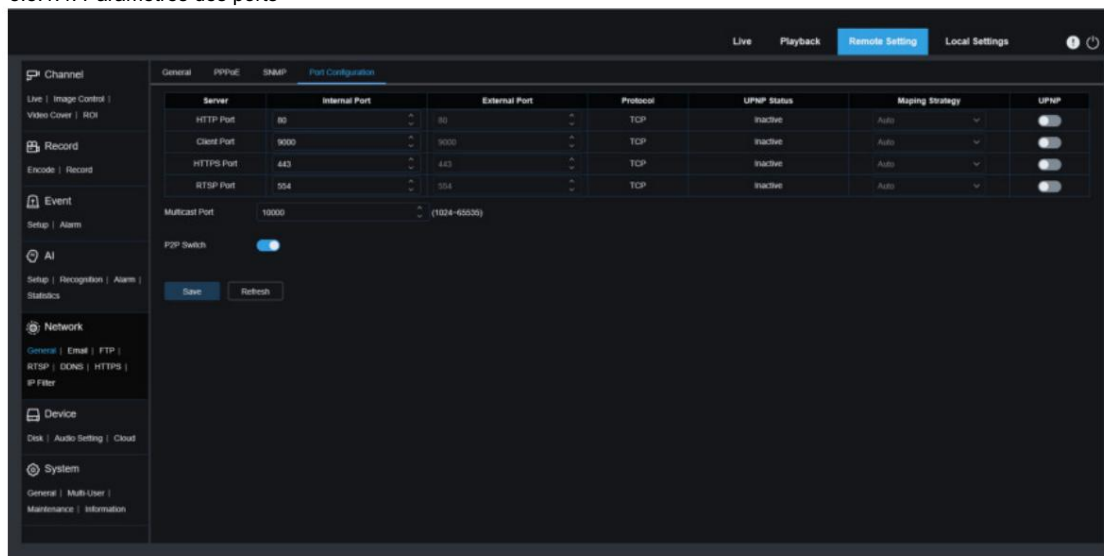 Live Playback Remote Setting Local Settings
Channel
Live | Image Control |
Video Cover | ROI
Record
Encode | Record
Event
Setup | Alarm
AI
Setup | Recognition | Alarm |
Statistics
Network
General | Email | FTP |
RTSP | DDNS | HTTPS |
IP Filter
Device
Disk | Audio Setting | Cloud
System
General | Multi-User |
Maintenance | Information
General PPPoE SNMP Port Configuration
Server Internal Port External Port Protocol UPNP Status Maping Strategy UPNP
HTTP Port 80 80 TCP Inactive Auto
Client Port 9000 9000 TCP Inactive Auto
HTTPS Port 443 443 TCP Inactive Auto
RTSP Port 554 554 TCP Inactive Auto
Multicast Port 10000 (1024~65535)
P2P Switch
Save Refresh